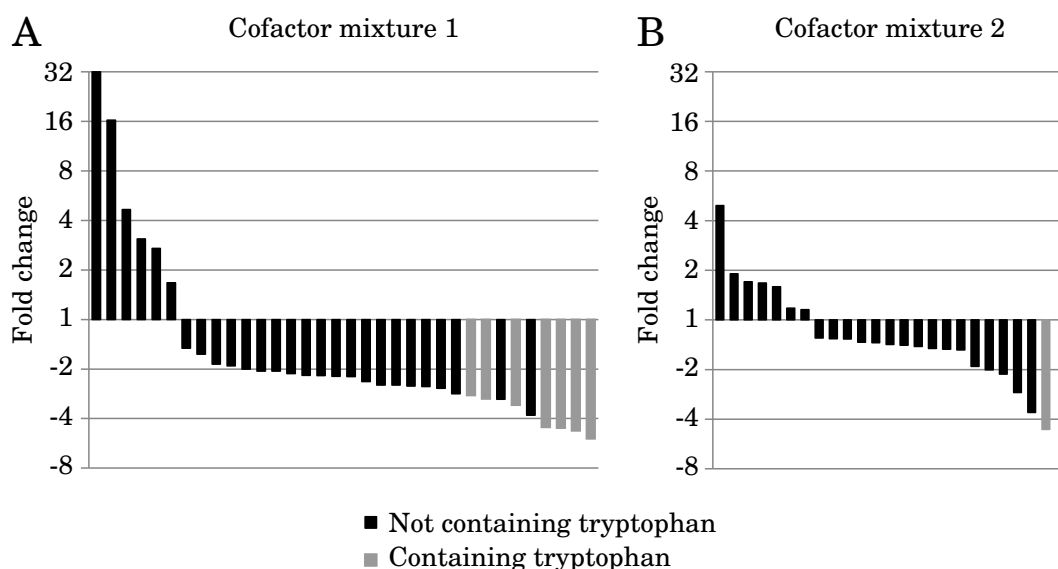 A
Cofactor mixture 1
Fold change
32
16
8
4
2
1
-2
-4
-8
B
Cofactor mixture 2
Fold change
32
16
8
4
2
1
-2
-4
-8
Not containing tryptophan
Containing tryptophan